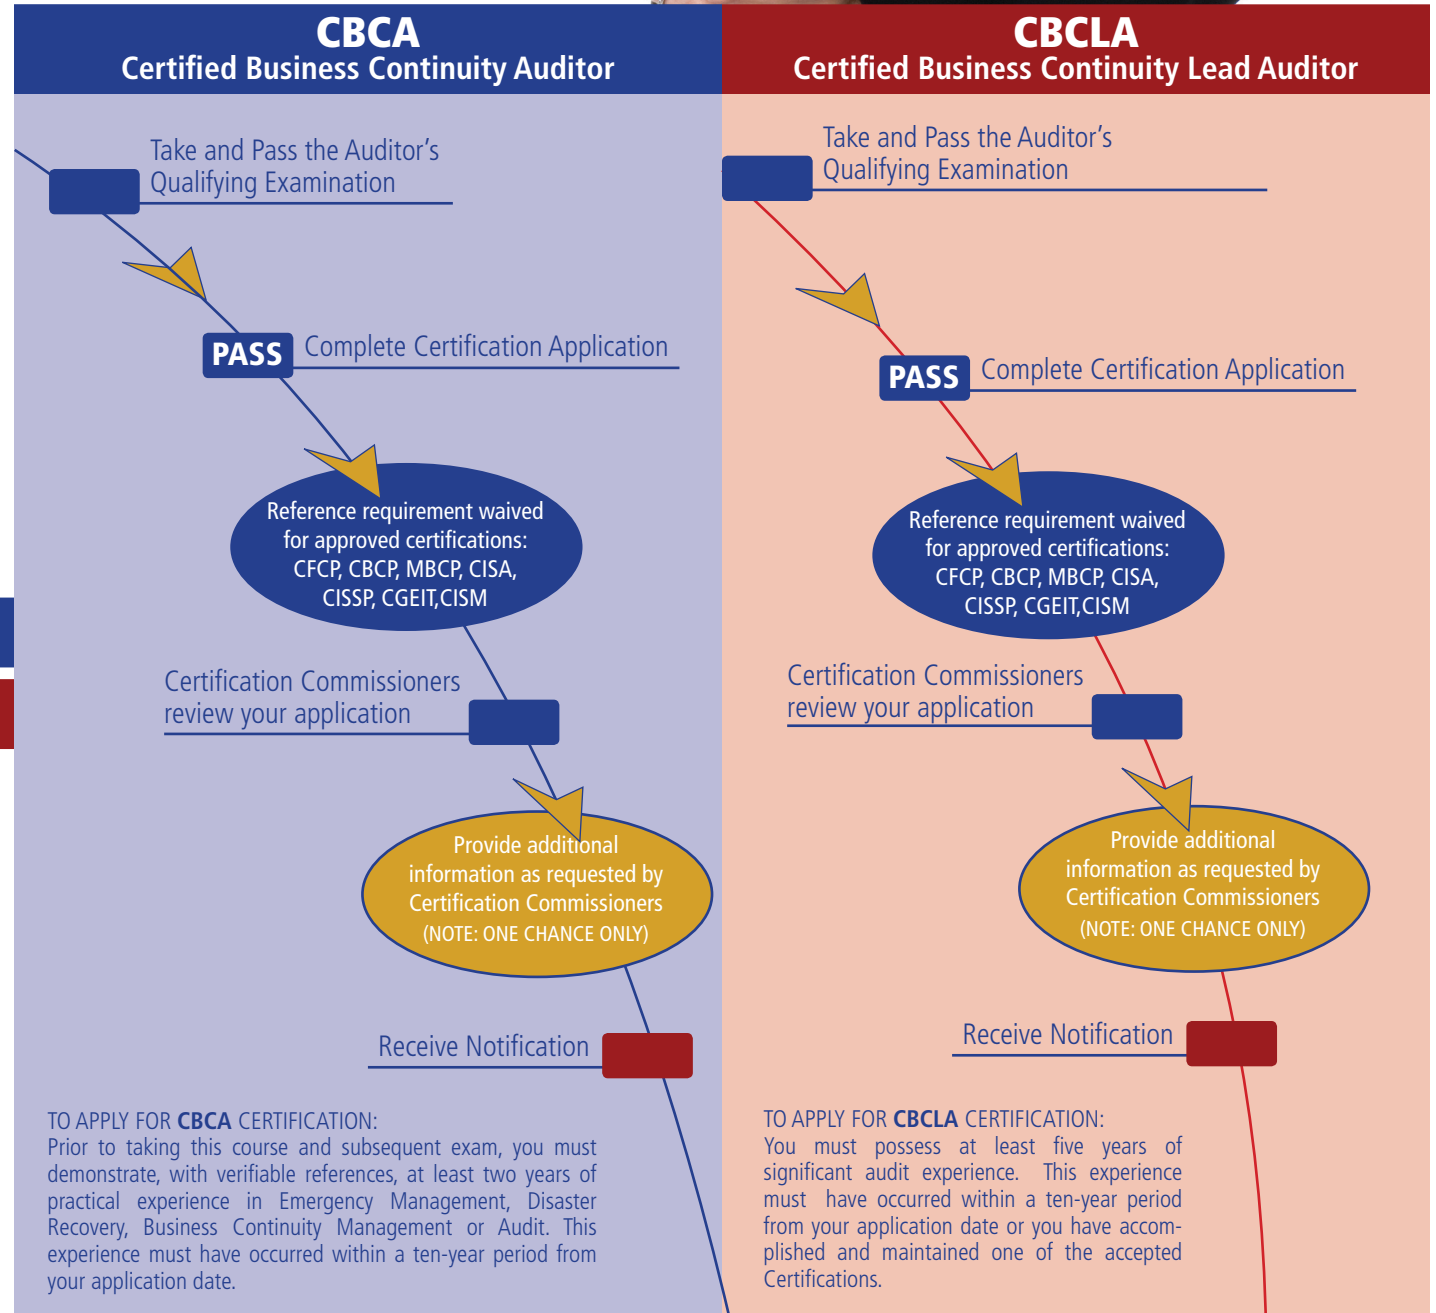 CBCA
Certified Business Continuity Auditor
Take and Pass the Auditor's
Qualifying Examination
PASS
Complete Certification Application
Reference requirement waived
for approved certifications:
CFCP, CBCP, MBCP, CISA,
CISSP, CGEIT,CISM
Certification Commissioners
review your application
Provide additional
information as requested by
Certification Commissioners
(NOTE: ONE CHANCE ONLY)
Receive Notification
TO APPLY FOR CBCA CERTIFICATION:
Prior to taking this course and subsequent exam, you must
demonstrate, with verifiable references, at least two years of
practical experience in Emergency Management, Disaster
Recovery, Business Continuity Management or Audit. This
experience must have occurred within a ten-year period from
your application date.
CBCLA
Certified Business Continuity Lead Auditor
Take and Pass the Auditor's
Qualifying Examination
PASS
Complete Certification Application
Reference requirement waived
for approved certifications:
CFCP, CBCP, MBCP, CISA,
CISSP, CGEIT,CISM
Certification Commissioners
review your application
Provide additional
information as requested by
Certification Commissioners
(NOTE: ONE CHANCE ONLY)
Receive Notification
TO APPLY FOR CBCLA CERTIFICATION:
You must possess at least five years of
significant audit experience. This experience
must have occurred within a ten-year period
from your application date or you have accom-
plished and maintained one of the accepted
Certifications.